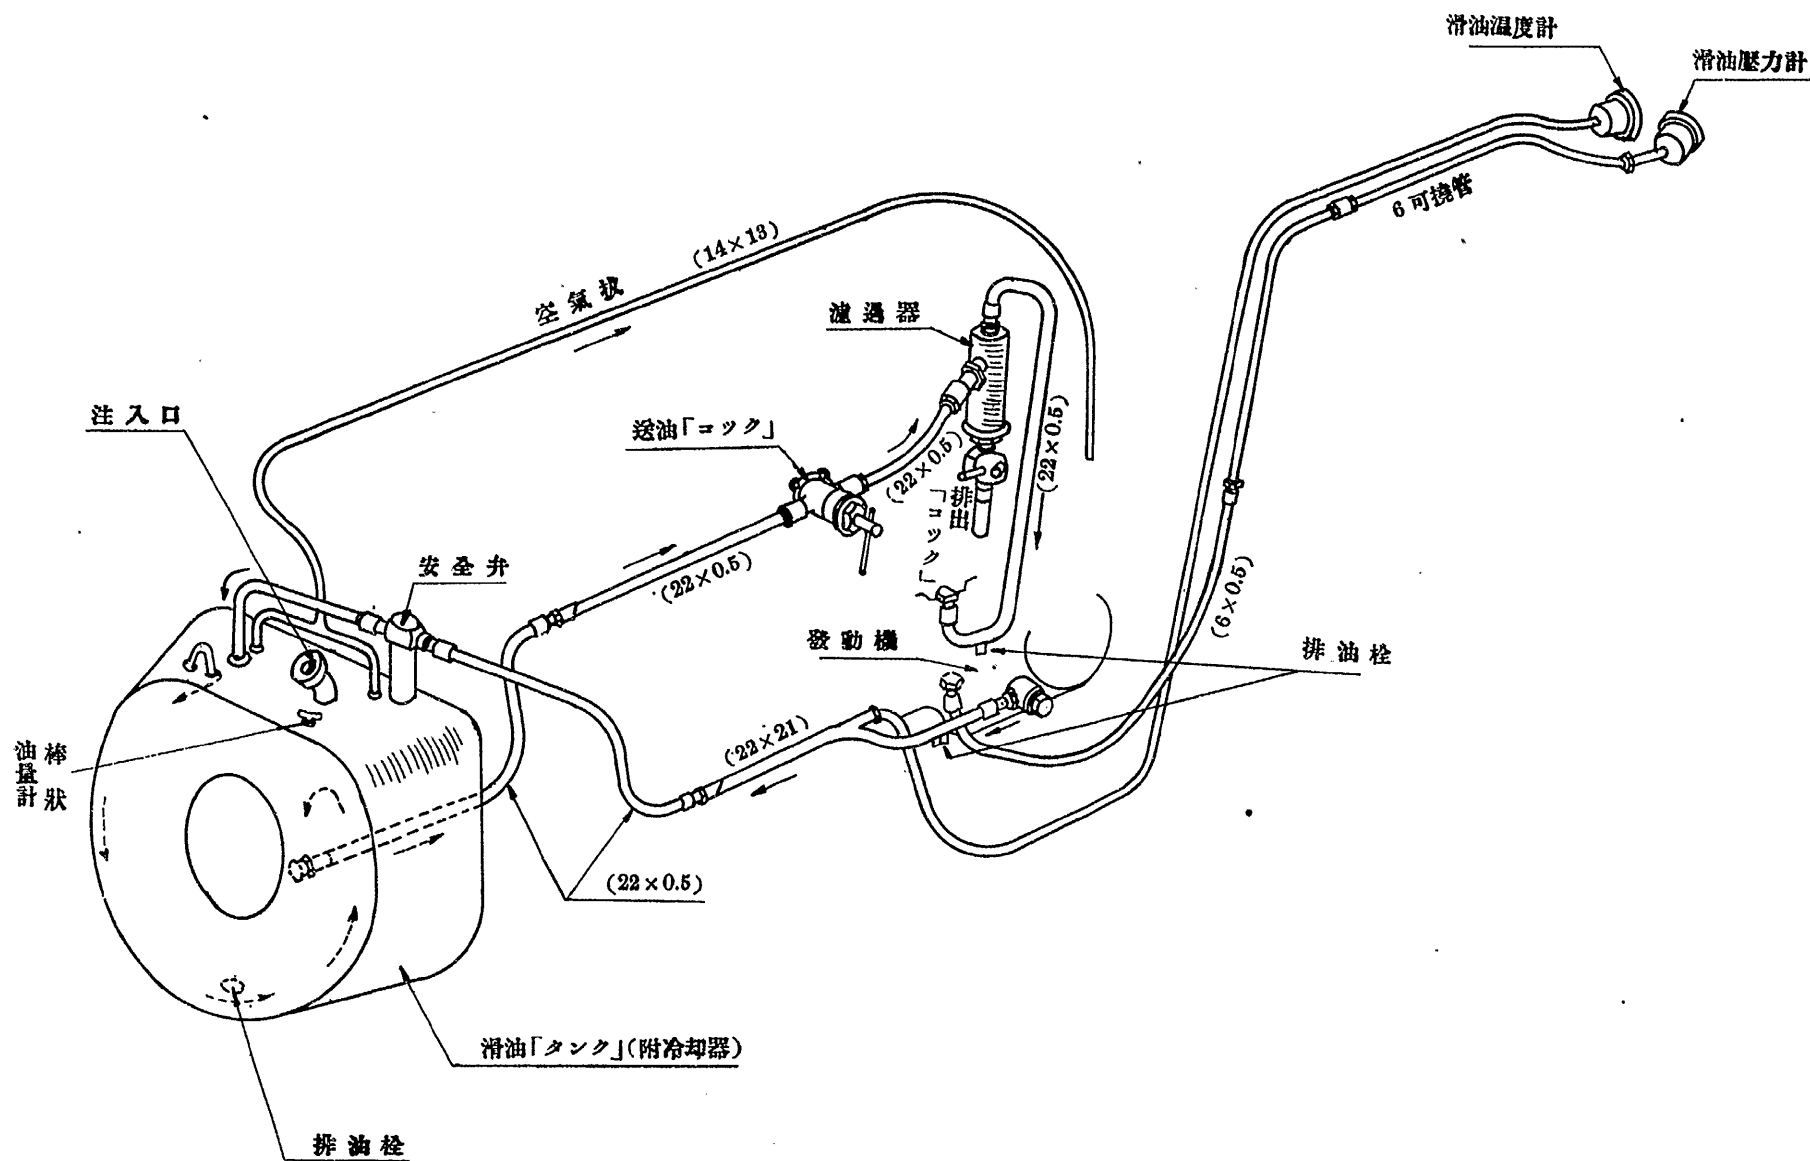 滑油温度計
滑油壓力計
6可撓管
(14×13)
空氣抜
濾過器
注入口
送油「コック」
(22×0.5)
(22×0.5)
排出
「コック」
安全弁
(22×0.5)
(6×0.5)
發動機
排油栓
(22×21)
棒狀
油量計
(22×0.5)
滑油「タンク」(附冷却器)
排油栓